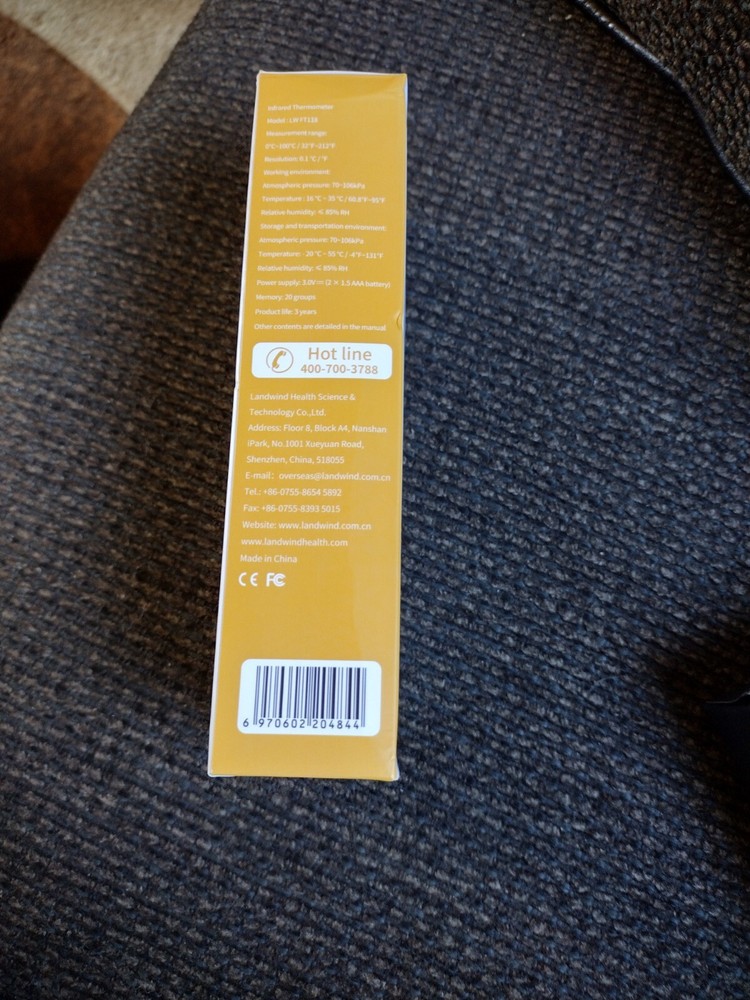 Infrared Thermometer
Model : LW-FT118
Measurement range:
0°C~100°C / 32°F~212°F
Resolution: 0.1 °C / °F
Working environment:
Atmospheric pressure: 70~106kPa
Temperature : 16 °C ~ 35 °C / 60.8°F~95°F
Relative humidity: ≤ 85% RH
Storage and transportation environment:
Atmospheric pressure: 70~106kPa
Temperature: - 20 °C ~ 55 °C / -4°F~131°F
Relative humidity: ≤ 85% RH
Power supply: 3.0V⎓ (2 × 1.5 AAA battery)
Memory: 20 groups
Product life: 3 years
Other contents are detailed in the manual
Hot line
400-700-3788
Landwind Health Science &
Technology Co.,Ltd.
Address: Floor 8, Block A4, Nanshan
iPark, No.1001 Xueyuan Road,
Shenzhen, China, 518055
E-mail: overseas@landwind.com.cn
Tel.: +86-0755-8654 5892
Fax: +86-0755-8393 5015
Website: www.landwind.com.cn
www.landwindhealth.com
Made in China
CE FC
6 970602 204844